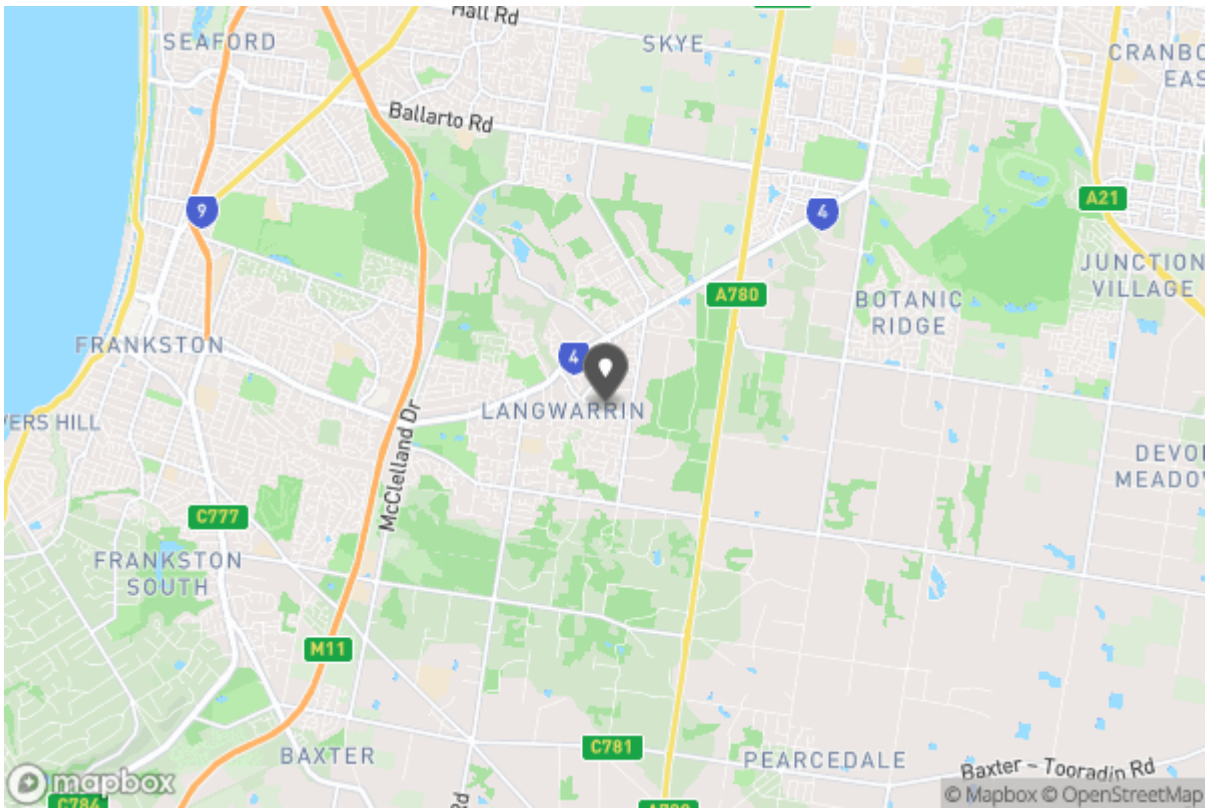 Hall Rd
SEAFORD
SKYE
CRANBO
EAS
Ballarto Rd
A21
9
4
JUNCTION
VILLAGE
A780
BOTANIC
RIDGE
FRANKSTON
4
LANGWARRIN
VERS HILL
McClelland Dr
DEVO
MEADOW
C777
FRANKSTON
SOUTH
M11
C781
BAXTER
PEARCEDALE
Baxter – Tooradin Rd
mapbox
© Mapbox © OpenStreetMap
C784
Rd